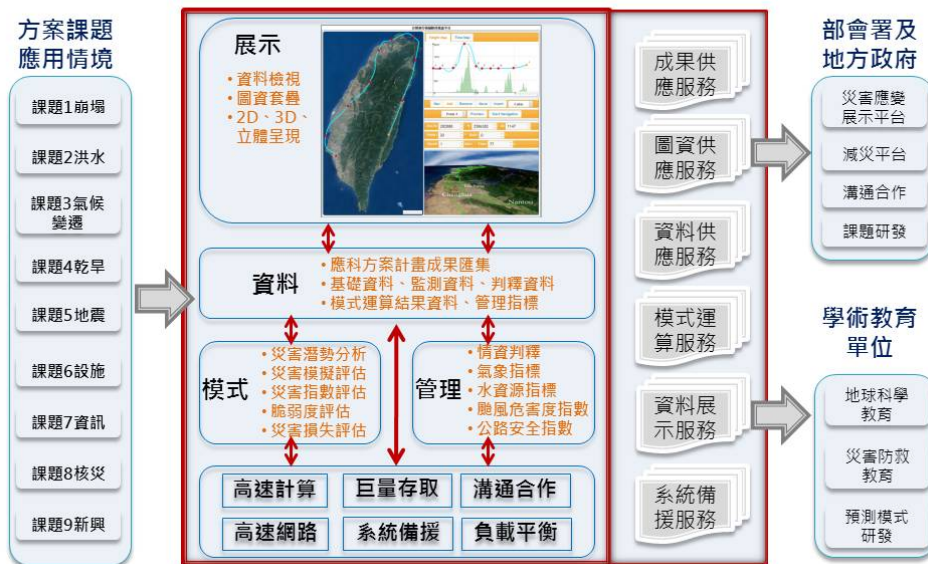 方案課題
應用情境
課題1崩塌
課題2洪水
課題3氣候
變遷
課題4乾旱
課題5地震
課題6設施
課題7資訊
課題8核災
課題9新興
展示
•資料檢視
•圖資套疊
•2D、3D、
立體呈現
資料
•應科方案計畫成果匯集
•基礎資料、監測資料、判釋資料
•模式運算結果資料、管理指標
模式
•災害潛勢分析
•災害模擬評估
•災害指數評估
•脆弱度評估
•災害損失評估
管理
•情資判釋
•氣象指標
•水資源指標
•颱風危害度指數
•公路安全指數
高速計算
巨量存取
溝通合作
高速網路
系統備援
負載平衡
成果供
應服務
圖資供
應服務
資料供
應服務
模式運
算服務
資料展
示服務
系統備
援服務
部會署及
地方政府
災害應變
展示平台
減災平台
溝通合作
課題研發
學術教育
單位
地球科學
教育
災害防救
教育
預測模式
研發